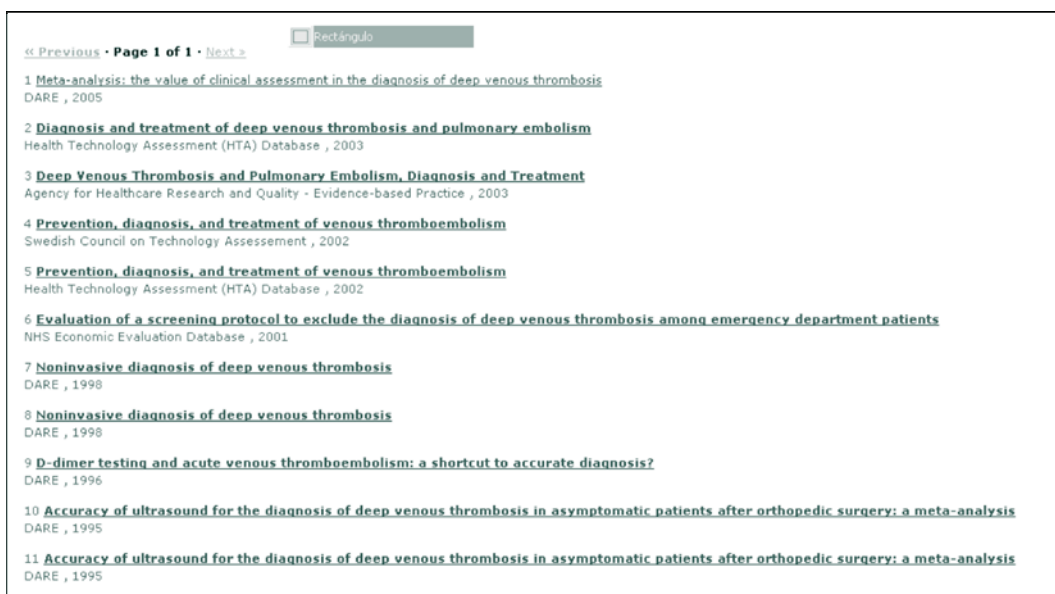 Rectángulo
« Previous · Page 1 of 1 · Next »
1 Meta-analysis: the value of clinical assessment in the diagnosis of deep venous thrombosis
DARE , 2005
2 Diagnosis and treatment of deep venous thrombosis and pulmonary embolism
Health Technology Assessment (HTA) Database , 2003
3 Deep Venous Thrombosis and Pulmonary Embolism, Diagnosis and Treatment
Agency for Healthcare Research and Quality - Evidence-based Practice , 2003
4 Prevention, diagnosis, and treatment of venous thromboembolism
Swedish Council on Technology Assessement , 2002
5 Prevention, diagnosis, and treatment of venous thromboembolism
Health Technology Assessment (HTA) Database , 2002
6 Evaluation of a screening protocol to exclude the diagnosis of deep venous thrombosis among emergency department patients
NHS Economic Evaluation Database , 2001
7 Noninvasive diagnosis of deep venous thrombosis
DARE , 1998
8 Noninvasive diagnosis of deep venous thrombosis
DARE , 1998
9 D-dimer testing and acute venous thromboembolism: a shortcut to accurate diagnosis?
DARE , 1996
10 Accuracy of ultrasound for the diagnosis of deep venous thrombosis in asymptomatic patients after orthopedic surgery: a meta-analysis
DARE , 1995
11 Accuracy of ultrasound for the diagnosis of deep venous thrombosis in asymptomatic patients after orthopedic surgery: a meta-analysis
DARE , 1995